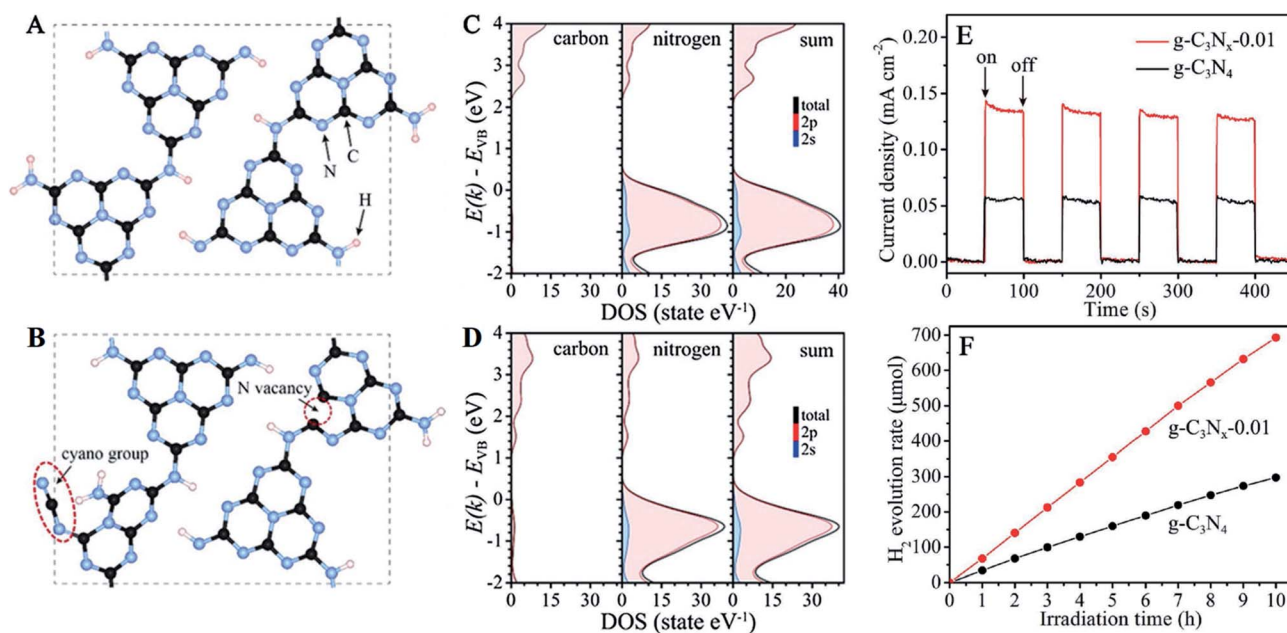 A
N
C
H
B
cyano group
N vacancy
C
carbon
nitrogen
sum
4
3
2
1
0
-1
-2
E(k) - E_VB (eV)
total
2p
2s
0 15 30
0 15 30
0 20 40
DOS (state eV⁻¹)
D
carbon
nitrogen
sum
4
3
2
1
0
-1
-2
E(k) - E_VB (eV)
total
2p
2s
0 15 30
0 15 30
0 20 40
DOS (state eV⁻¹)
E
g-C₃Nₓ-0.01
g-C₃N₄
on
off
0.20
0.15
0.10
0.05
0.00
Current density (mA cm⁻²)
0 100 200 300 400
Time (s)
F
g-C₃Nₓ-0.01
g-C₃N₄
700
600
500
400
300
200
100
0
H₂ evolution rate (μmol)
0 1 2 3 4 5 6 7 8 9 10
Irradiation time (h)